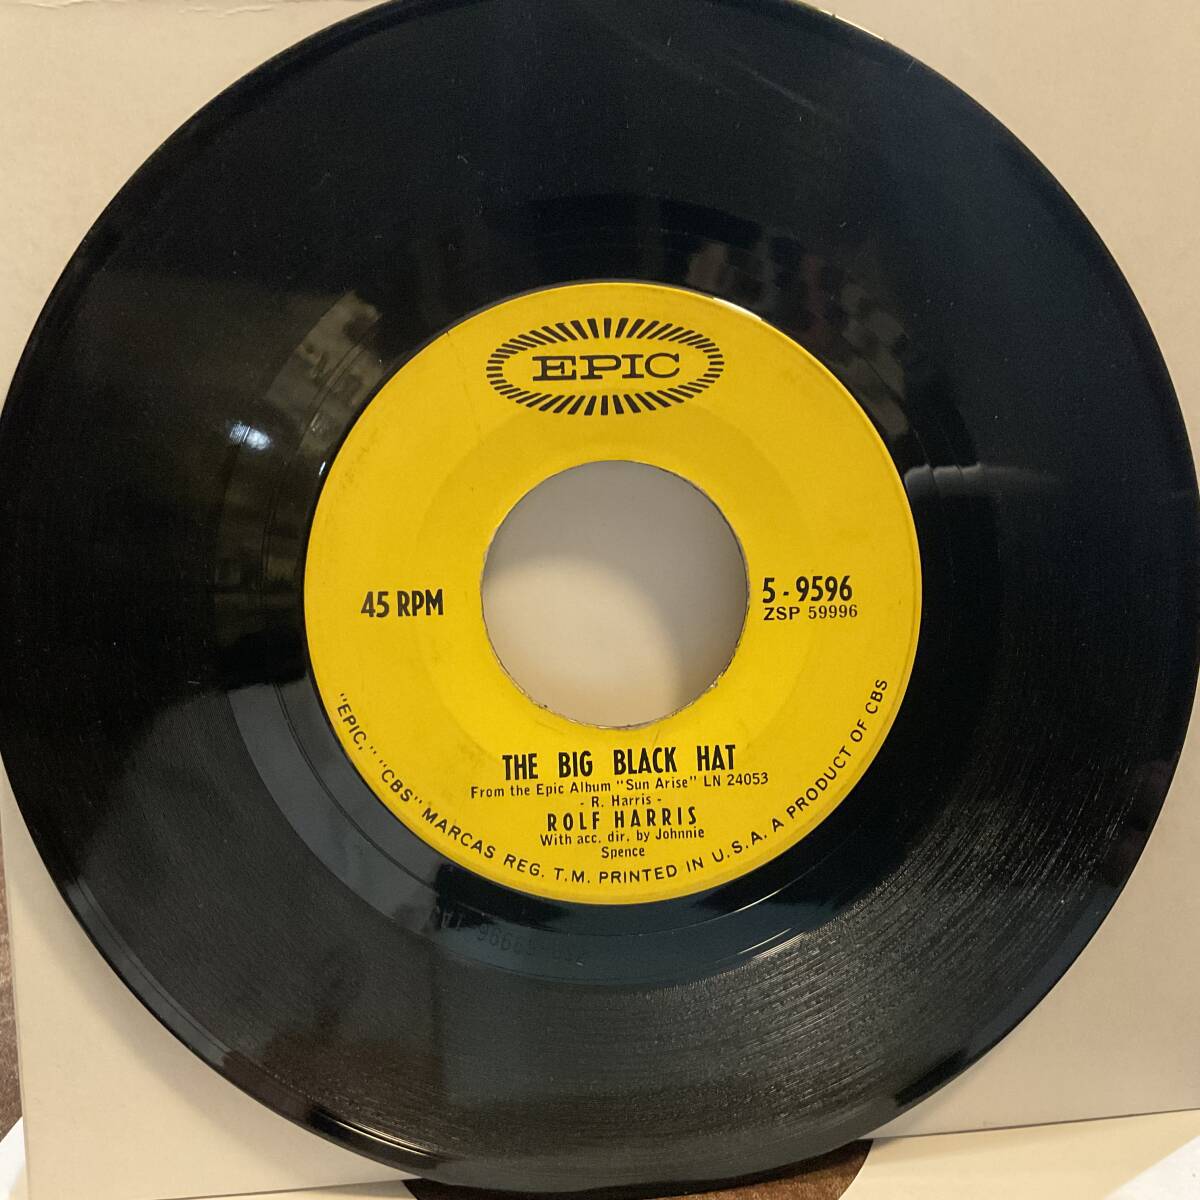 EPIC
45 RPM
5-9596
ZSP 59996
THE BIG BLACK HAT
From the Epic Album "Sun Arise" LN 24053
- R. Harris -
ROLF HARRIS
With acc. dir. by Johnnie
Spence
"EPIC," "CBS" MARCAS REG. T.M. PRINTED IN U.S.A. A PRODUCT OF CBS